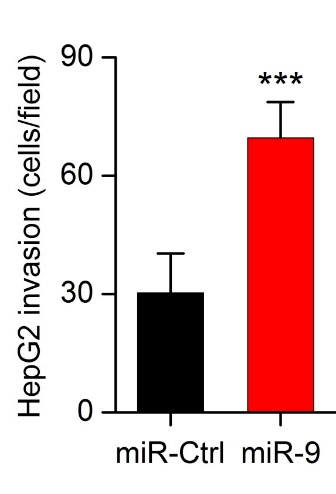 HepG2 invasion (cells/field)
90
60
30
0
***
miR-Ctrl miR-9